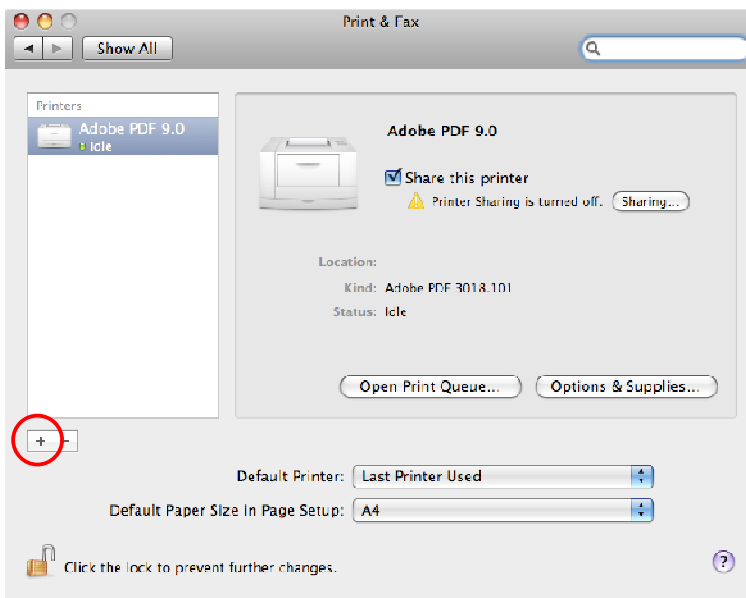 Print & Fax
Show All
Printers
Adobe PDF 9.0
Idle
Adobe PDF 9.0
Share this printer
Printer Sharing is turned off. Sharing...
Location:
Kind: Adobe PDF 3018.101
Status: Idle
Open Print Queue... Options & Supplies...
+ −
Default Printer: Last Printer Used
Default Paper Size in Page Setup: A4
Click the lock to prevent further changes.
?